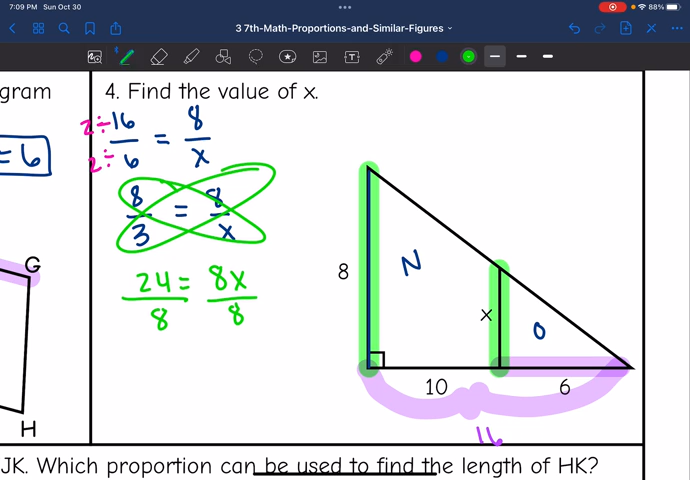 7:09 PM Sun Oct 30
88%
3 7th-Math-Proportions-and-Similar-Figures
gram
= 6
G
H
4. Find the value of x.
2÷ 16 = 8
2÷ 6 x
8 = 8
3 x
24 = 8x
8 8
N
8
x
O
10
6
16
JK. Which proportion can be used to find the length of HK?